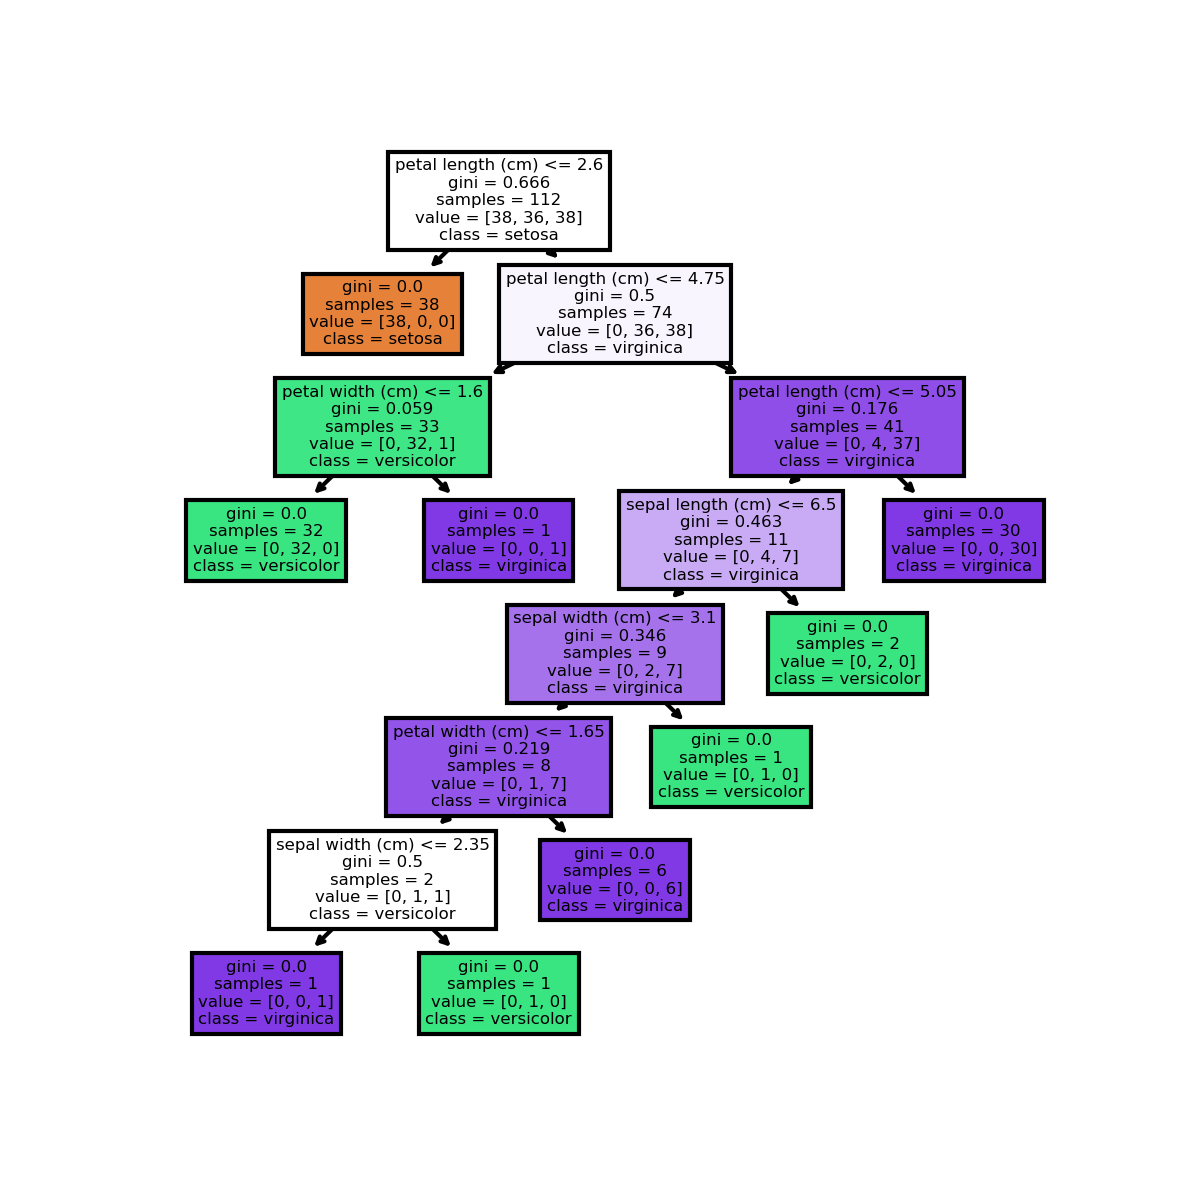 petal length (cm) <= 2.6
gini = 0.666
samples = 112
value = [38, 36, 38]
class = setosa
gini = 0.0
samples = 38
value = [38, 0, 0]
class = setosa
petal length (cm) <= 4.75
gini = 0.5
samples = 74
value = [0, 36, 38]
class = virginica
petal width (cm) <= 1.6
gini = 0.059
samples = 33
value = [0, 32, 1]
class = versicolor
petal length (cm) <= 5.05
gini = 0.176
samples = 41
value = [0, 4, 37]
class = virginica
gini = 0.0
samples = 32
value = [0, 32, 0]
class = versicolor
gini = 0.0
samples = 1
value = [0, 0, 1]
class = virginica
sepal length (cm) <= 6.5
gini = 0.463
samples = 11
value = [0, 4, 7]
class = virginica
gini = 0.0
samples = 30
value = [0, 0, 30]
class = virginica
sepal width (cm) <= 3.1
gini = 0.346
samples = 9
value = [0, 2, 7]
class = virginica
gini = 0.0
samples = 2
value = [0, 2, 0]
class = versicolor
petal width (cm) <= 1.65
gini = 0.219
samples = 8
value = [0, 1, 7]
class = virginica
gini = 0.0
samples = 1
value = [0, 1, 0]
class = versicolor
sepal width (cm) <= 2.35
gini = 0.5
samples = 2
value = [0, 1, 1]
class = versicolor
gini = 0.0
samples = 6
value = [0, 0, 6]
class = virginica
gini = 0.0
samples = 1
value = [0, 0, 1]
class = virginica
gini = 0.0
samples = 1
value = [0, 1, 0]
class = versicolor